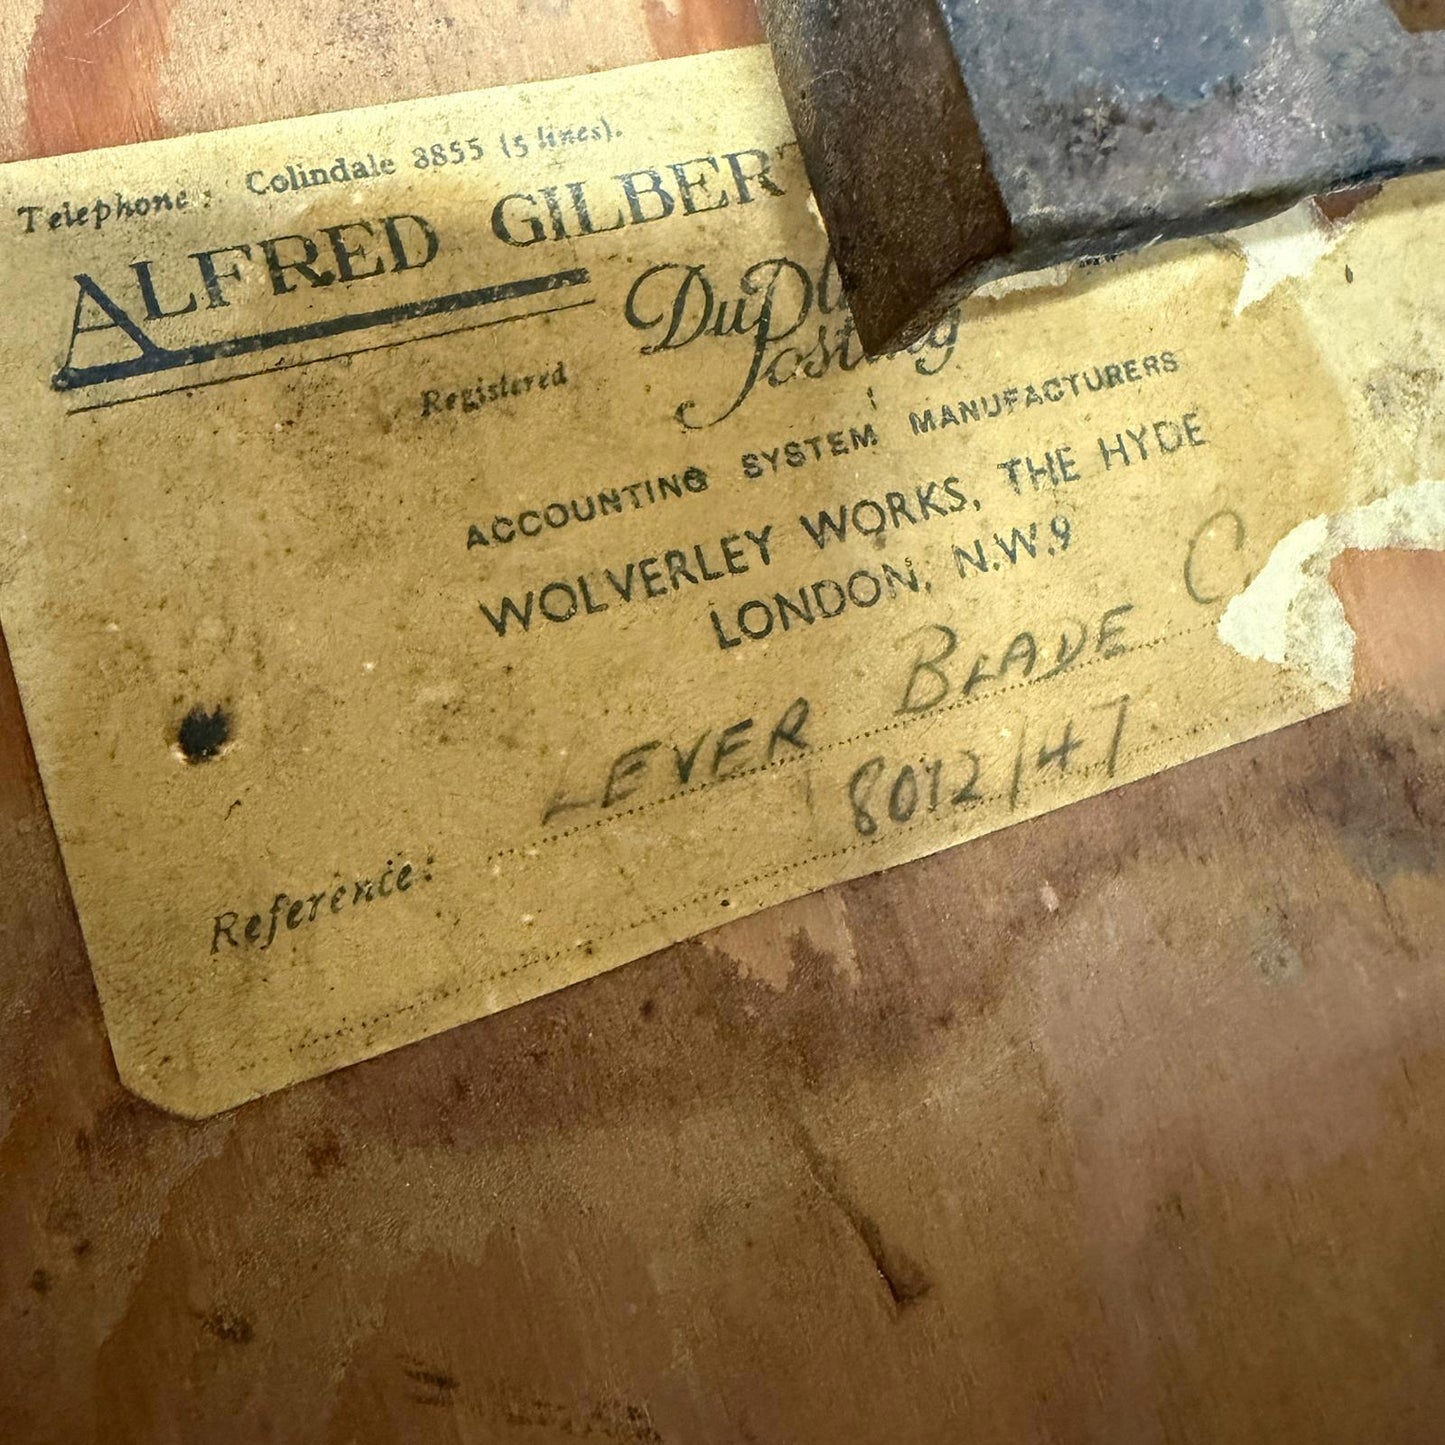 Telephone: Colindale 8855 (5 lines).
ALFRED GILBERT
Registered
Posting
ACCOUNTING SYSTEM MANUFACTURERS
WOLVERLEY WORKS, THE HYDE
LONDON, N.W.9
LEVER BLADE C
8012/47
Reference: